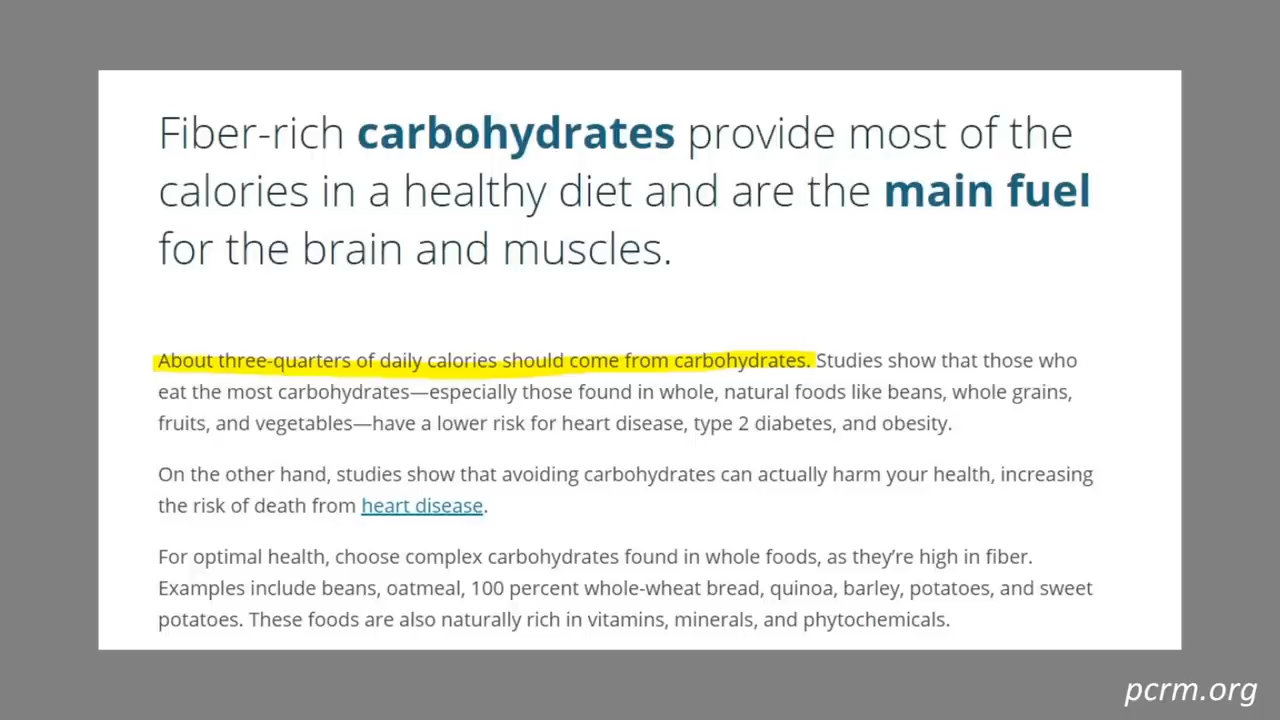 Fiber-rich carbohydrates provide most of the
calories in a healthy diet and are the main fuel
for the brain and muscles.
About three-quarters of daily calories should come from carbohydrates. Studies show that those who
eat the most carbohydrates—especially those found in whole, natural foods like beans, whole grains,
fruits, and vegetables—have a lower risk for heart disease, type 2 diabetes, and obesity.
On the other hand, studies show that avoiding carbohydrates can actually harm your health, increasing
the risk of death from heart disease.
For optimal health, choose complex carbohydrates found in whole foods, as they’re high in fiber.
Examples include beans, oatmeal, 100 percent whole-wheat bread, quinoa, barley, potatoes, and sweet
potatoes. These foods are also naturally rich in vitamins, minerals, and phytochemicals.
pcrm.org